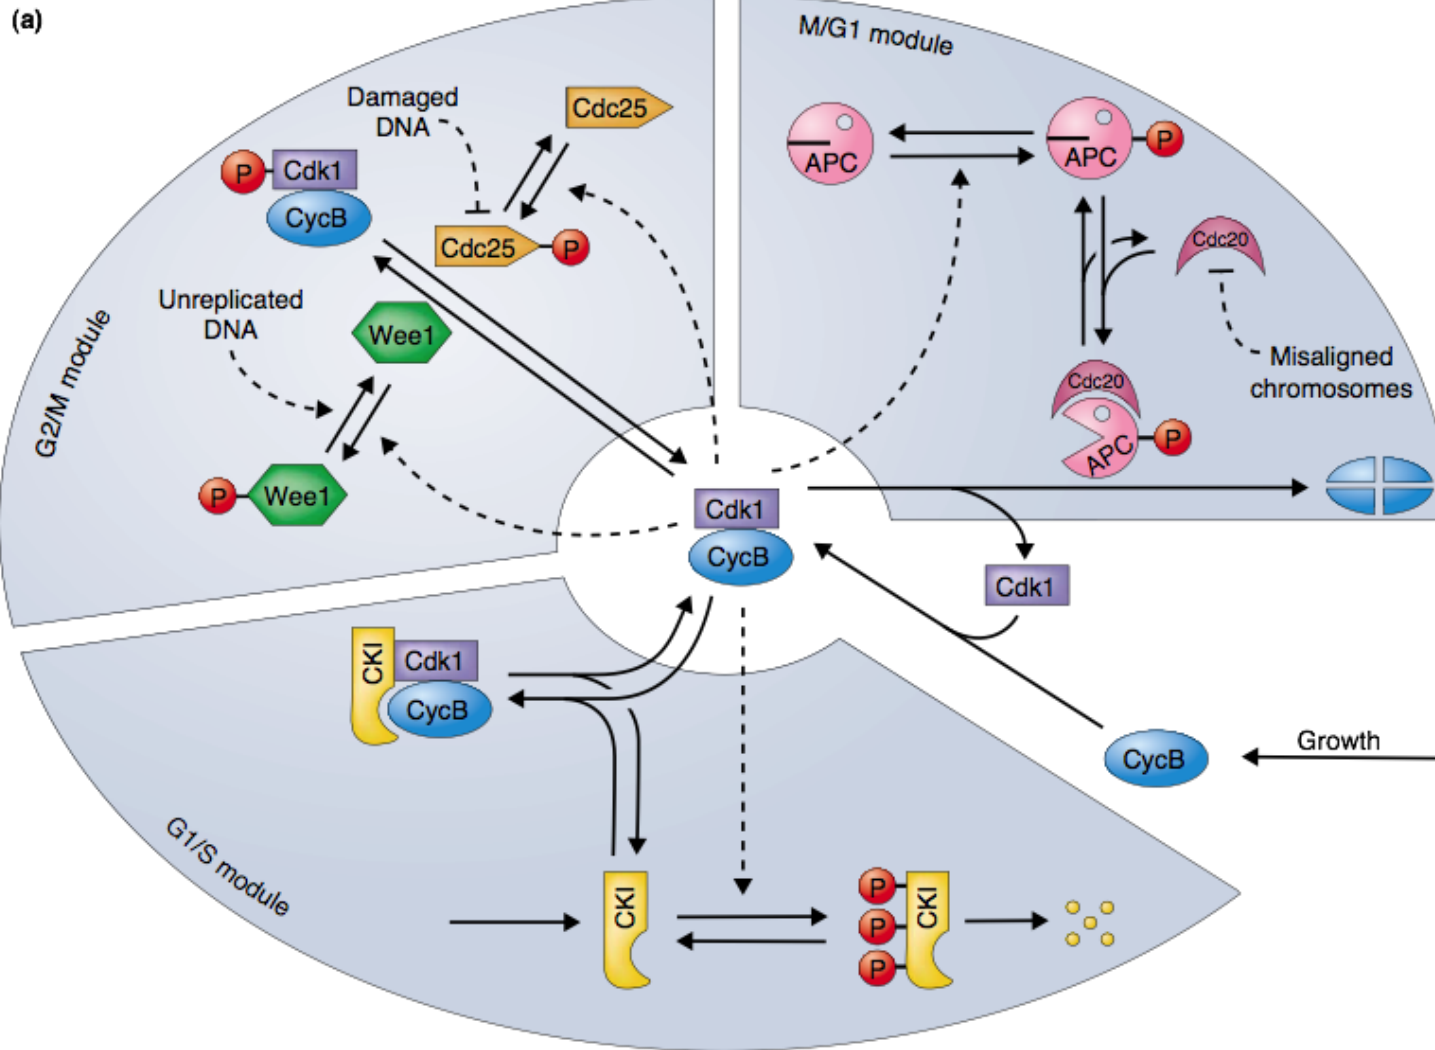 (a)
M/G1 module
Damaged
DNA
Cdc25
P
Cdk1
CycB
Cdc25
P
Unreplicated
DNA
Wee1
G2/M module
P
Wee1
APC
APC
P
Cdc20
Misaligned
chromosomes
Cdc20
APC
P
Cdk1
CycB
Cdk1
CKI
Cdk1
CycB
CycB
Growth
G1/S module
CKI
P
P
P
CKI